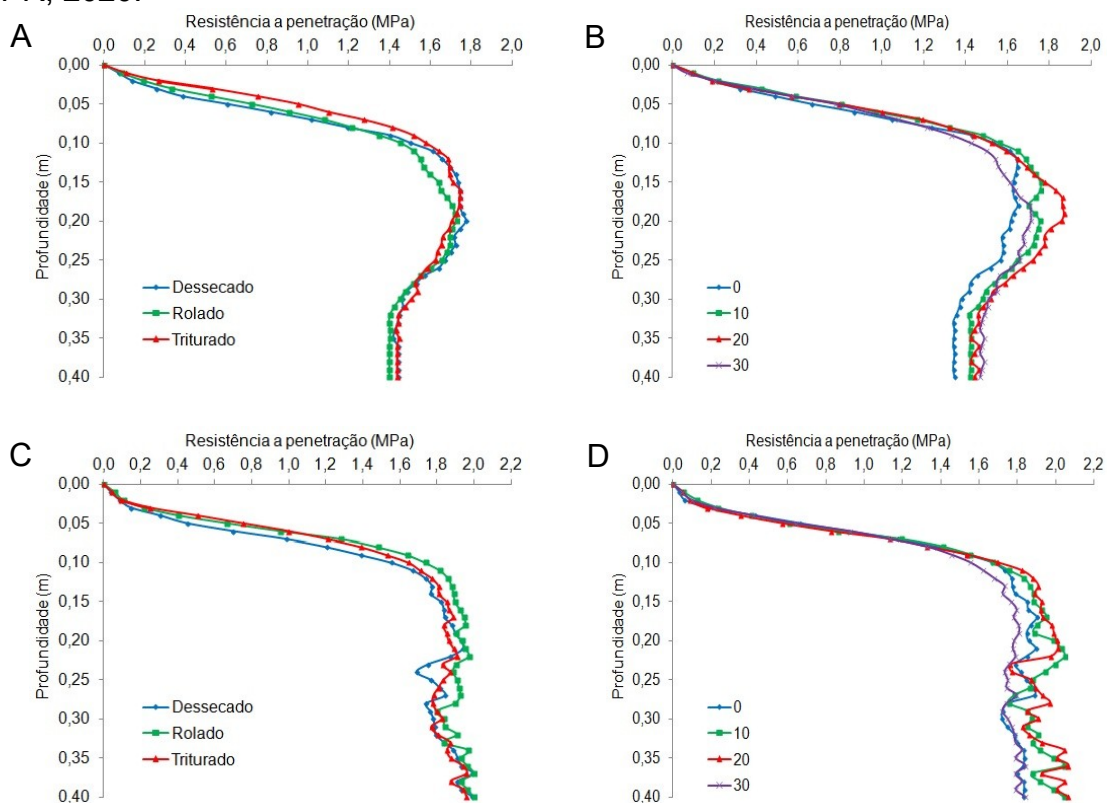 PR, 2020.
A
Resistência a penetração (MPa)
0,0 0,2 0,4 0,6 0,8 1,0 1,2 1,4 1,6 1,8 2,0
Profundidade (m)
0,00
0,05
0,10
0,15
0,20
0,25
0,30
0,35
0,40
Dessecado
Rolado
Triturado
B
Resistência a penetração (MPa)
0,0 0,2 0,4 0,6 0,8 1,0 1,2 1,4 1,6 1,8 2,0
Profundidade (m)
0,00
0,05
0,10
0,15
0,20
0,25
0,30
0,35
0,40
0
10
20
30
C
Resistência a penetração (MPa)
0,0 0,2 0,4 0,6 0,8 1,0 1,2 1,4 1,6 1,8 2,0 2,2
Profundidade (m)
0,00
0,05
0,10
0,15
0,20
0,25
0,30
0,35
0,40
Dessecado
Rolado
Triturado
D
Resistência a penetração (MPa)
0,0 0,2 0,4 0,6 0,8 1,0 1,2 1,4 1,6 1,8 2,0 2,2
Profundidade (m)
0,00
0,05
0,10
0,15
0,20
0,25
0,30
0,35
0,40
0
10
20
30